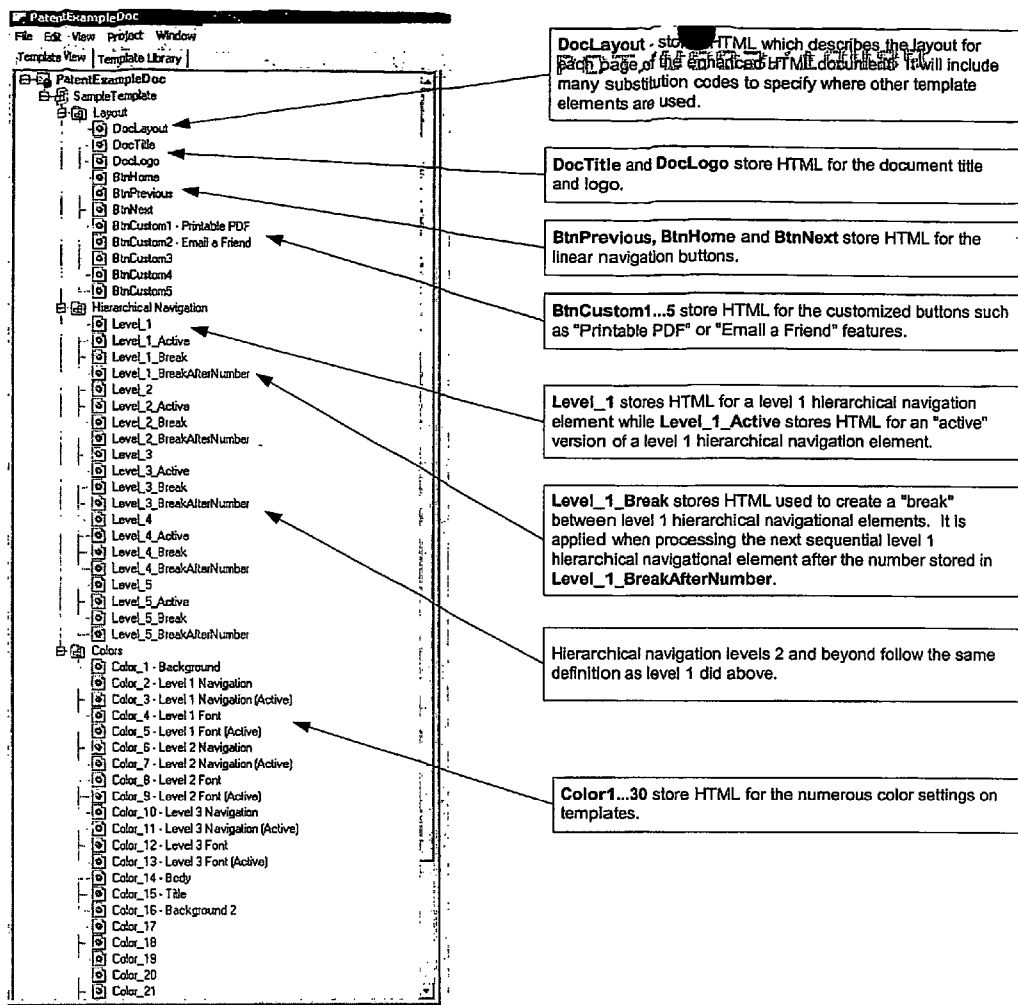 PatentExampleDoc
File Edit View Project Window
Template View Template Library
PatentExampleDoc
SampleTemplate
Layout
DocLayout
DocTitle
DocLogo
BtnHome
BtnPrevious
BtnNext
BtnCustom1 - Printable PDF
BtnCustom2 - Email a Friend
BtnCustom3
BtnCustom4
BtnCustom5
Hierarchical Navigation
Level_1
Level_1_Active
Level_1_Break
Level_1_BreakAfterNumber
Level_2
Level_2_Active
Level_2_Break
Level_2_BreakAfterNumber
Level_3
Level_3_Active
Level_3_Break
Level_3_BreakAfterNumber
Level_4
Level_4_Active
Level_4_Break
Level_4_BreakAfterNumber
Level_5
Level_5_Active
Level_5_Break
Level_5_BreakAfterNumber
Colors
Color_1 - Background
Color_2 - Level 1 Navigation
Color_3 - Level 1 Navigation (Active)
Color_4 - Level 1 Font
Color_5 - Level 1 Font (Active)
Color_6 - Level 2 Navigation
Color_7 - Level 2 Navigation (Active)
Color_8 - Level 2 Font
Color_9 - Level 2 Font (Active)
Color_10 - Level 3 Navigation
Color_11 - Level 3 Navigation (Active)
Color_12 - Level 3 Font
Color_13 - Level 3 Font (Active)
Color_14 - Body
Color_15 - Title
Color_16 - Background 2
Color_17
Color_18
Color_19
Color_20
Color_21
DocLayout - HTML which describes the layout for
each page of the enhanced HTML document. It will include
many substitution codes to specify where other template
elements are used.
DocTitle and DocLogo store HTML for the document title
and logo.
BtnPrevious, BtnHome and BtnNext store HTML for the
linear navigation buttons.
BtnCustom1...5 store HTML for the customized buttons such
as "Printable PDF" or "Email a Friend" features.
Level_1 stores HTML for a level 1 hierarchical navigation
element while Level_1_Active stores HTML for an "active"
version of a level 1 hierarchical navigation element.
Level_1_Break stores HTML used to create a "break"
between level 1 hierarchical navigational elements. It is
applied when processing the next sequential level 1
hierarchical navigational element after the number stored in
Level_1_BreakAfterNumber.
Hierarchical navigation levels 2 and beyond follow the same
definition as level 1 did above.
Color1...30 store HTML for the numerous color settings on
templates.